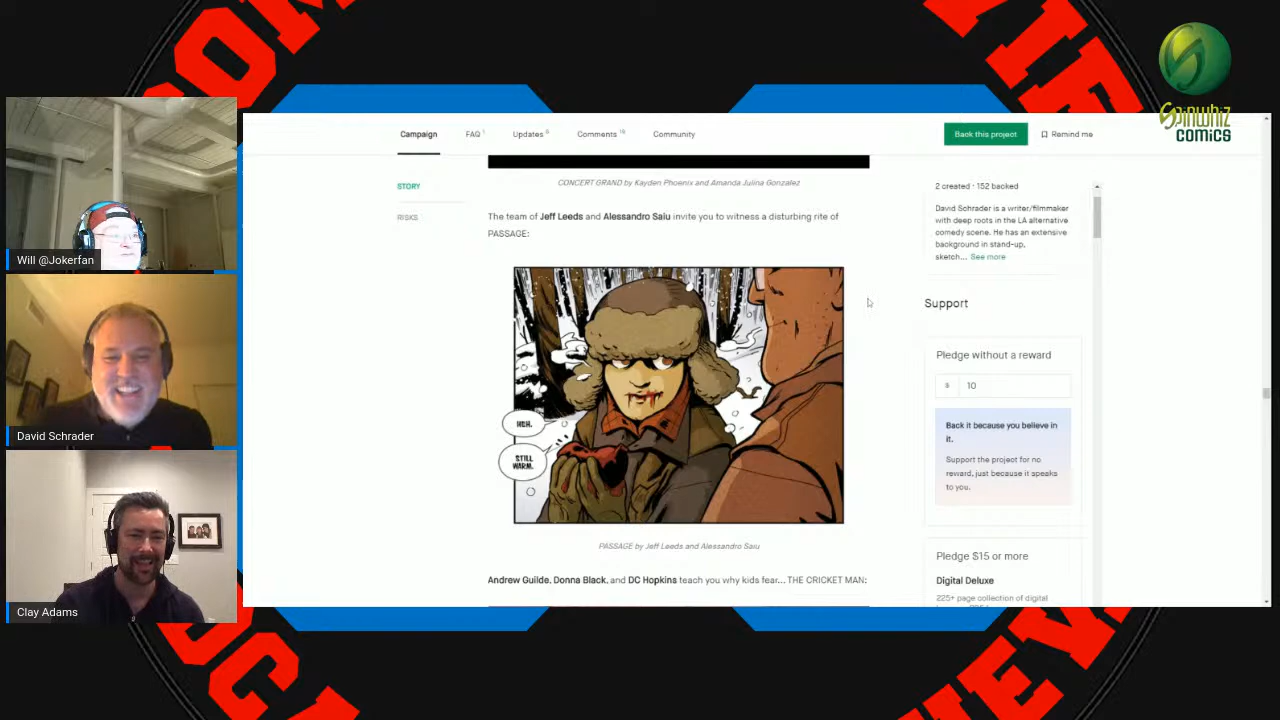 Spinwhiz
COMICS
Campaign
FAQ 1
Updates
Comments
Community
Back this project
Remind me
STORY
RISKS
CONCERT GRAND by Kayden Phoenix and Amanda Julina Gonzalez
The team of Jeff Leeds and Alessandro Saiu invite you to witness a disturbing rite of
PASSAGE:
HEH.
STILL
WARM.
PASSAGE by Jeff Leeds and Alessandro Saiu
Andrew Guilde, Donna Black, and DC Hopkins teach you why kids fear... THE CRICKET MAN:
2 created · 152 backed
David Schrader is a writer/filmmaker
with deep roots in the LA alternative
comedy scene. He has an extensive
background in stand-up,
sketch... See more
Support
Pledge without a reward
$ 10
Back it because you believe in
it.
Support the project for no
reward, just because it speaks
to you.
Pledge $15 or more
Digital Deluxe
225+ page collection of digital
Will @Jokerfan
David Schrader
Clay Adams